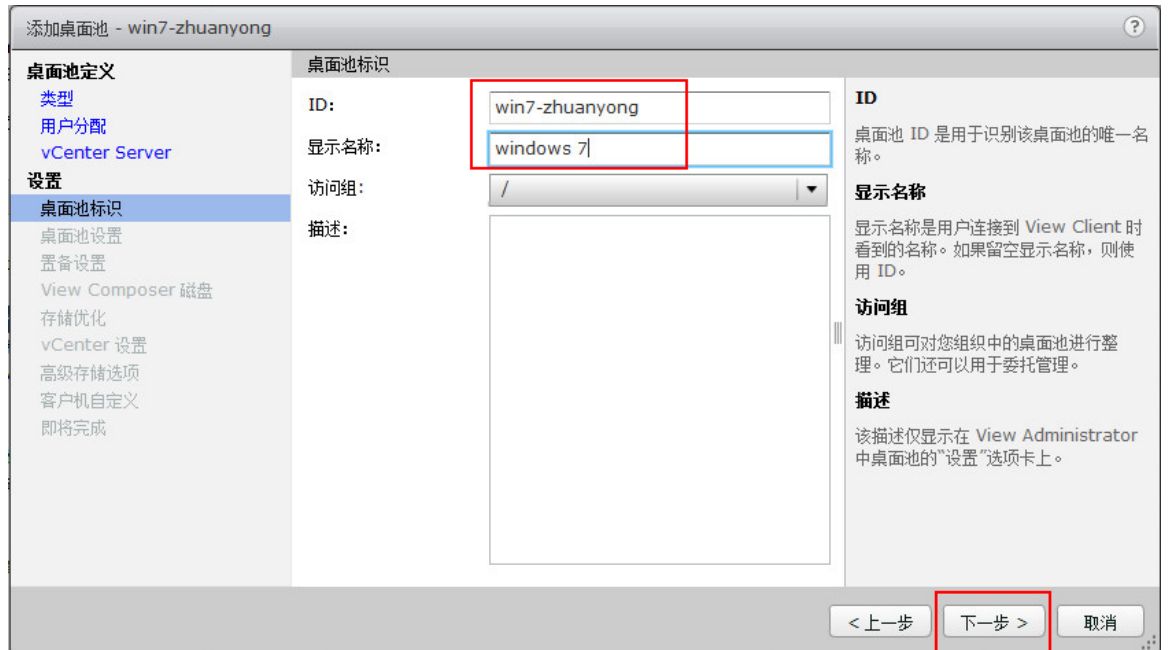 添加桌面池 - win7-zhuanyong
?
桌面池定义
类型
用户分配
vCenter Server
设置
桌面池标识
桌面池设置
置备设置
View Composer 磁盘
存储优化
vCenter 设置
高级存储选项
客户机自定义
即将完成
桌面池标识
ID:
win7-zhuanyong
显示名称:
windows 7
访问组:
/
描述:
ID
桌面池 ID 是用于识别该桌面池的唯一名
称。
显示名称
显示名称是用户连接到 View Client 时
看到的名称。如果留空显示名称，则使
用 ID。
访问组
访问组可对您组织中的桌面池进行整
理。它们还可以用于委托管理。
描述
该描述仅显示在 View Administrator
中桌面池的"设置"选项卡上。
< 上一步
下一步 >
取消